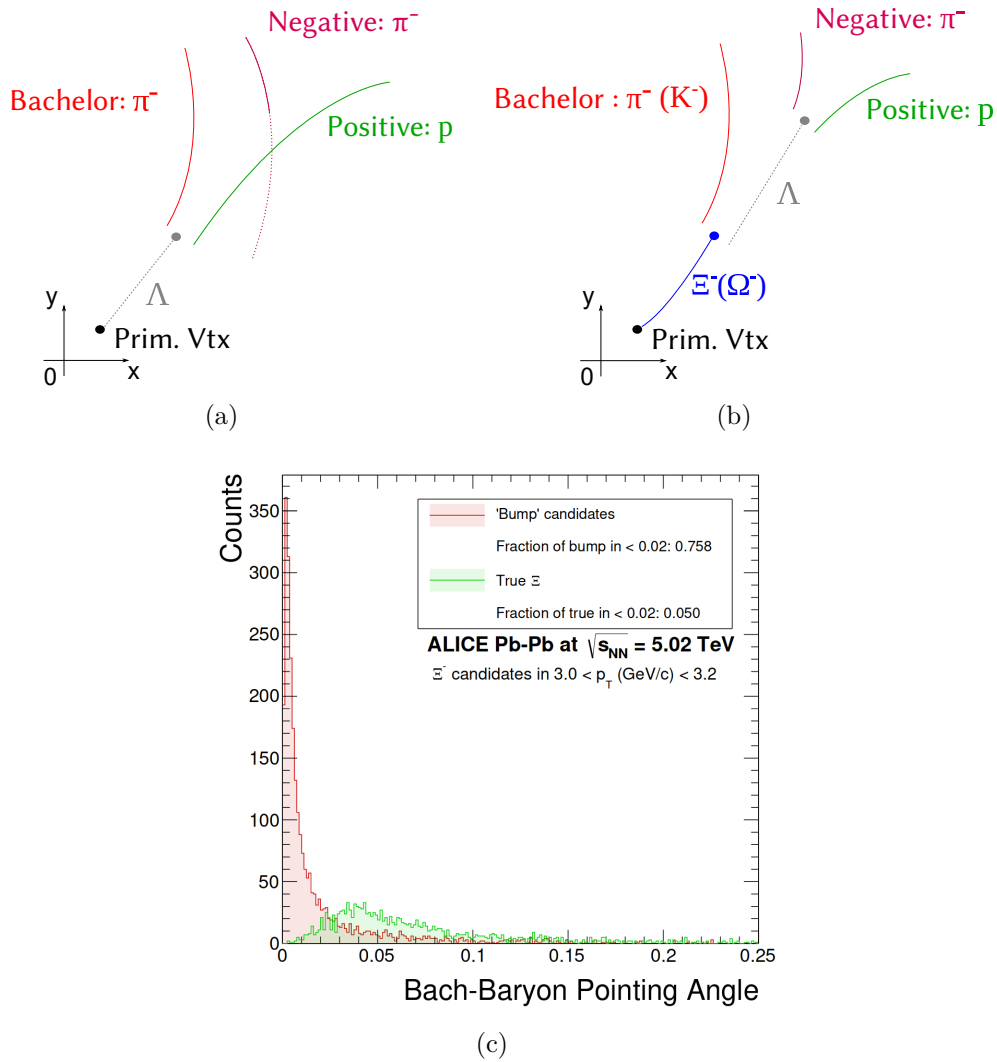 Negative: π⁻
Bachelor: π⁻
Positive: p
Λ
y
Prim. Vtx
0
x
(a)
Negative: π⁻
Bachelor : π⁻ (K⁻)
Positive: p
Λ
Ξ⁻(Ω⁻)
y
Prim. Vtx
0
x
(b)
Counts
350
300
250
200
150
100
50
0
'Bump' candidates
Fraction of bump in < 0.02: 0.758
True Ξ
Fraction of true in < 0.02: 0.050
ALICE Pb-Pb at √s_NN = 5.02 TeV
Ξ⁻ candidates in 3.0 < p_T (GeV/c) < 3.2
0 0.05 0.1 0.15 0.2 0.25
Bach-Baryon Pointing Angle
(c)